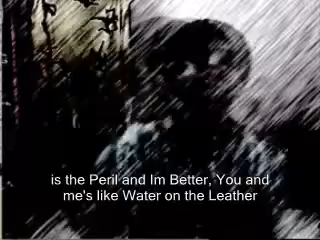 is the Peril and Im Better, You and
me's like Water on the Leather